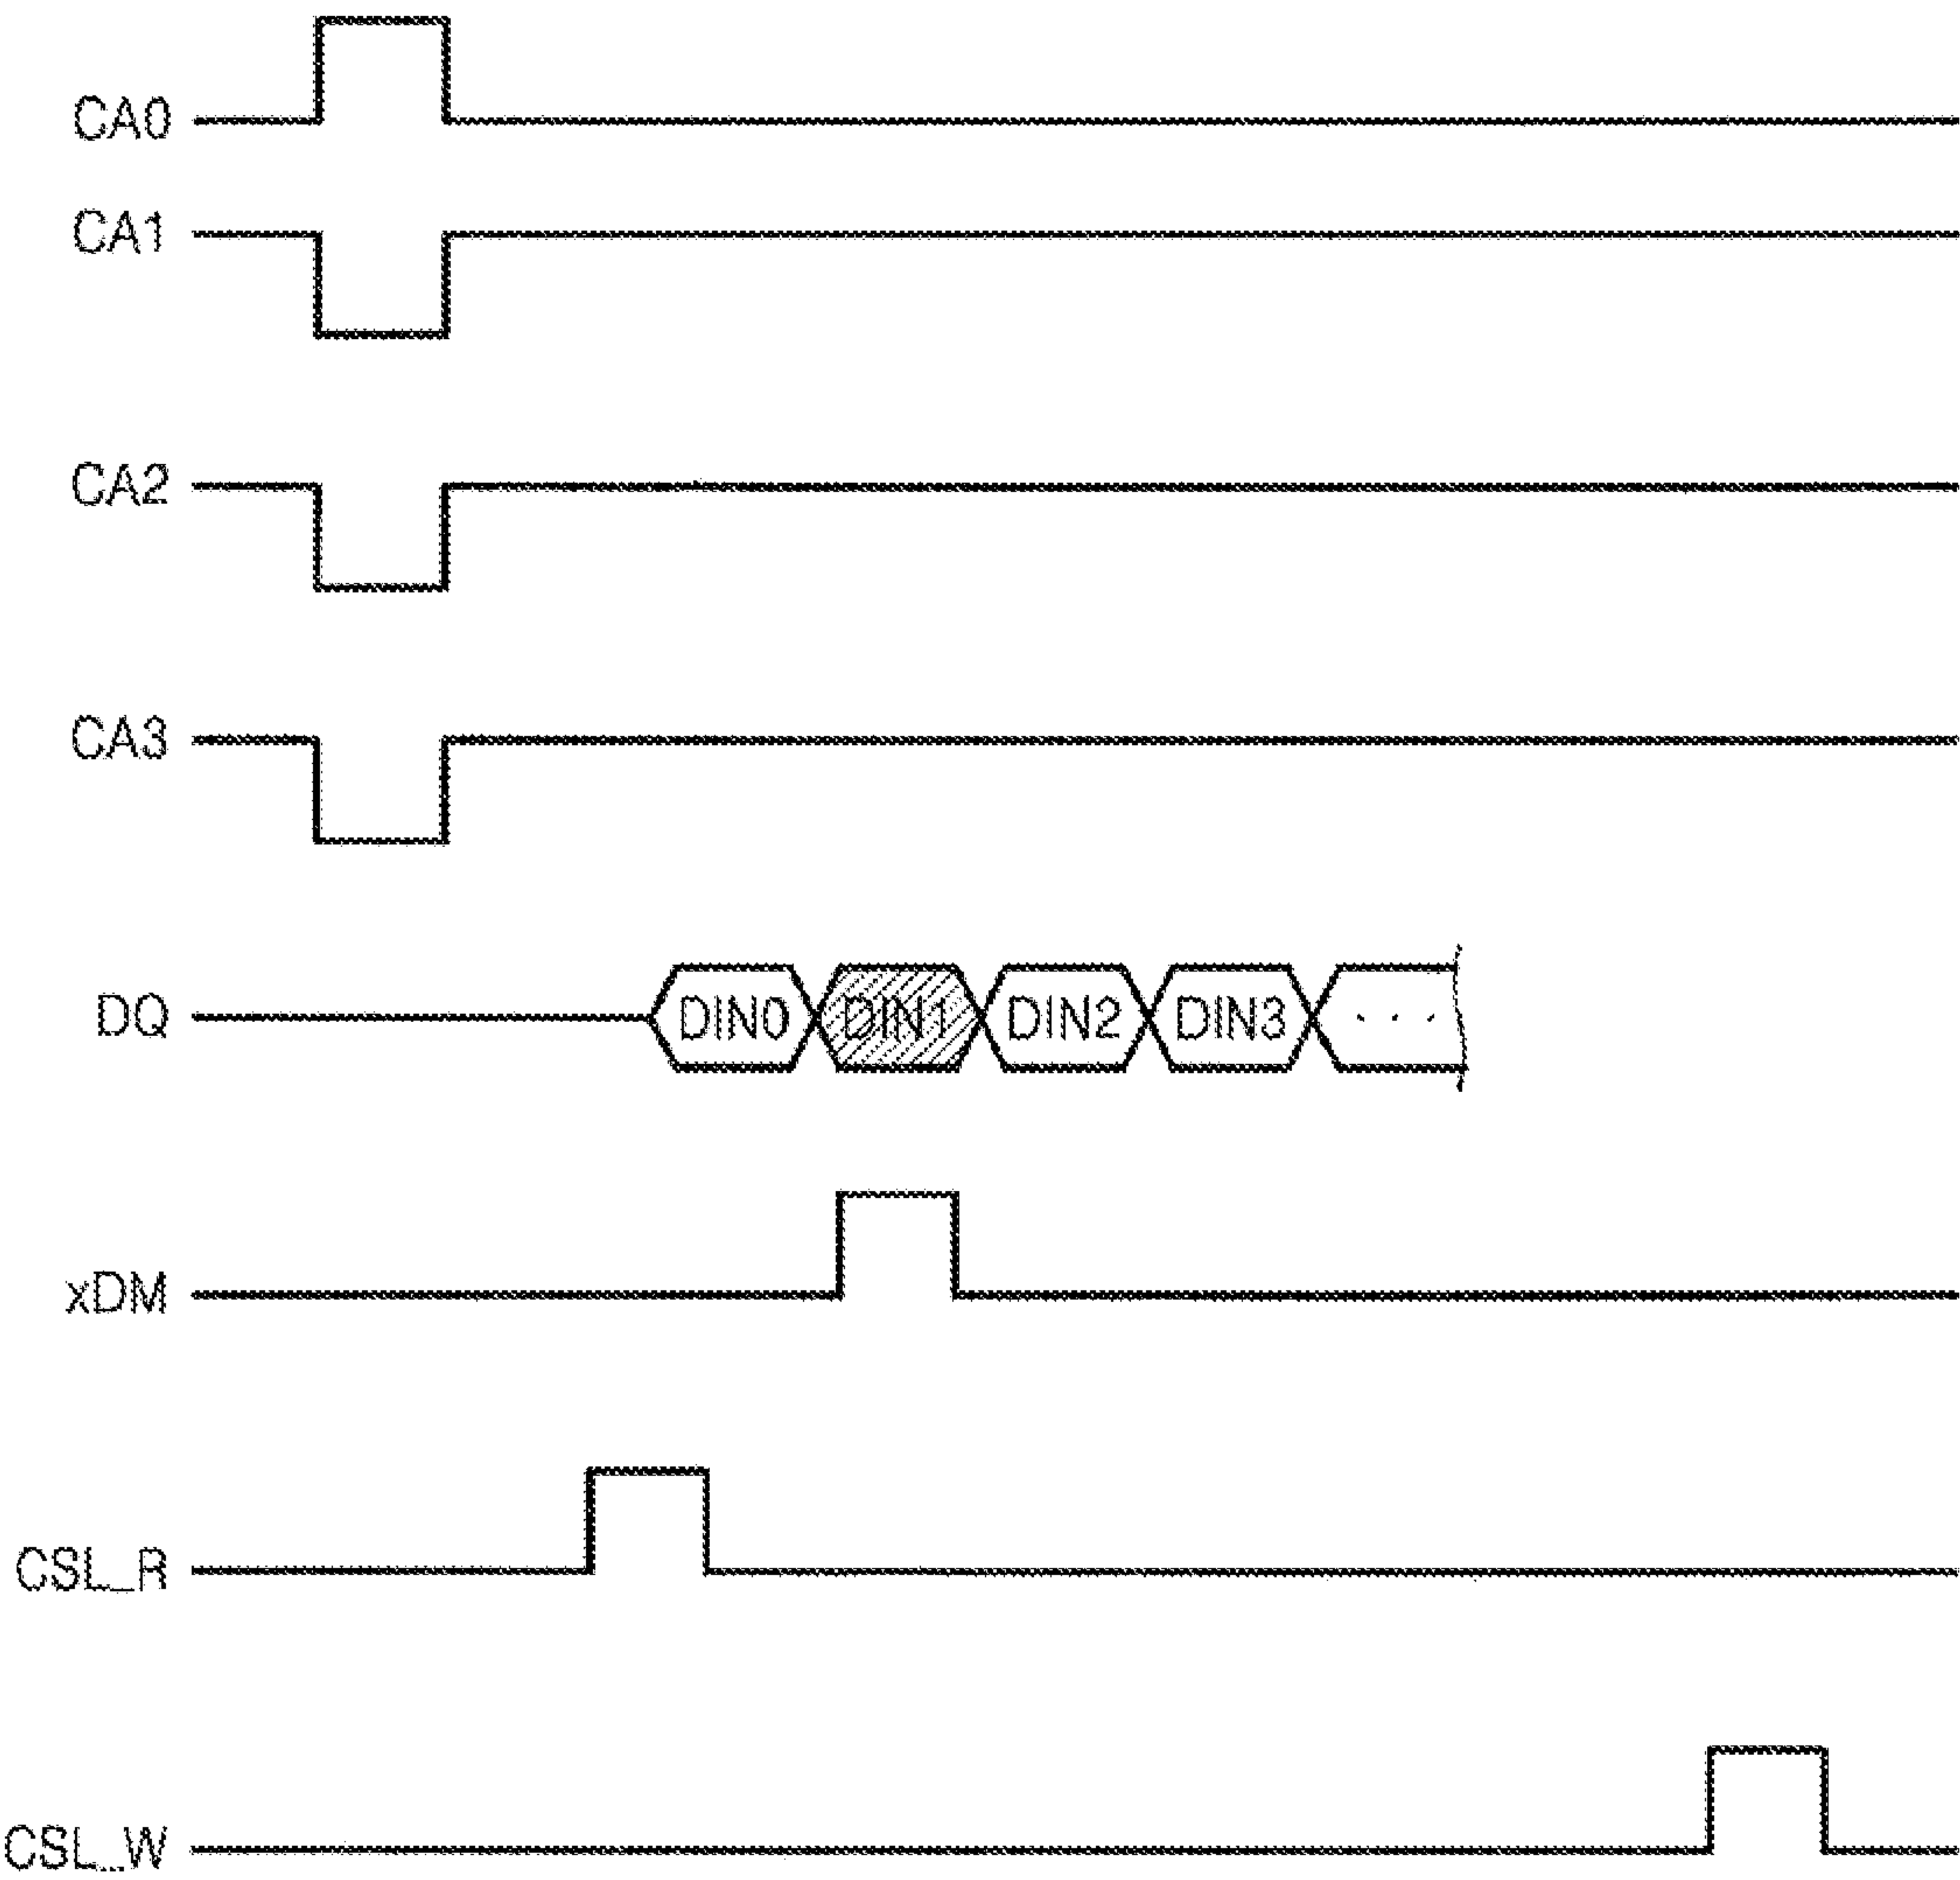 CA0
CA1
CA2
CA3
DQ DIN0 DIN1 DIN2 DIN3 . . .
xDM
CSL_R
CSL_W